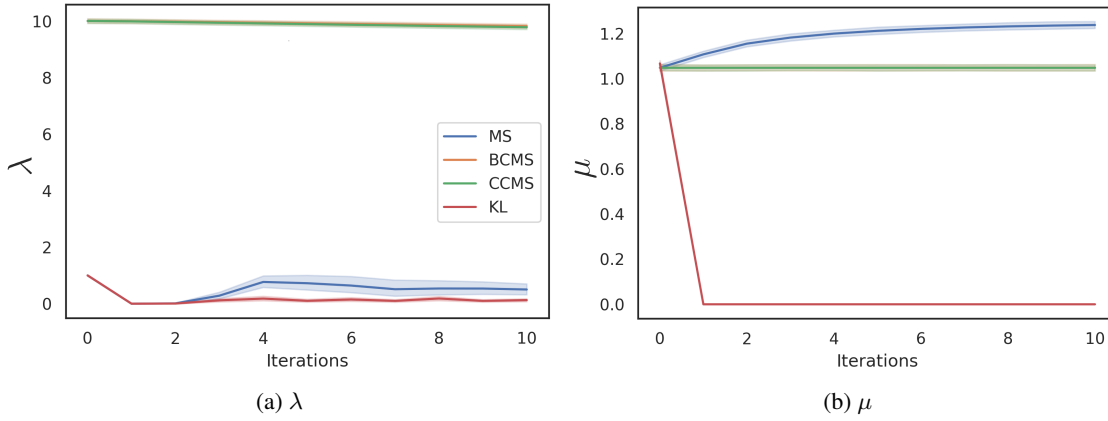 10
8
6
4
2
0
λ
MS
BCMS
CCMS
KL
0 2 4 6 8 10
Iterations
(a) λ
1.2
1.0
0.8
0.6
0.4
0.2
0.0
μ
0 2 4 6 8 10
Iterations
(b) μ